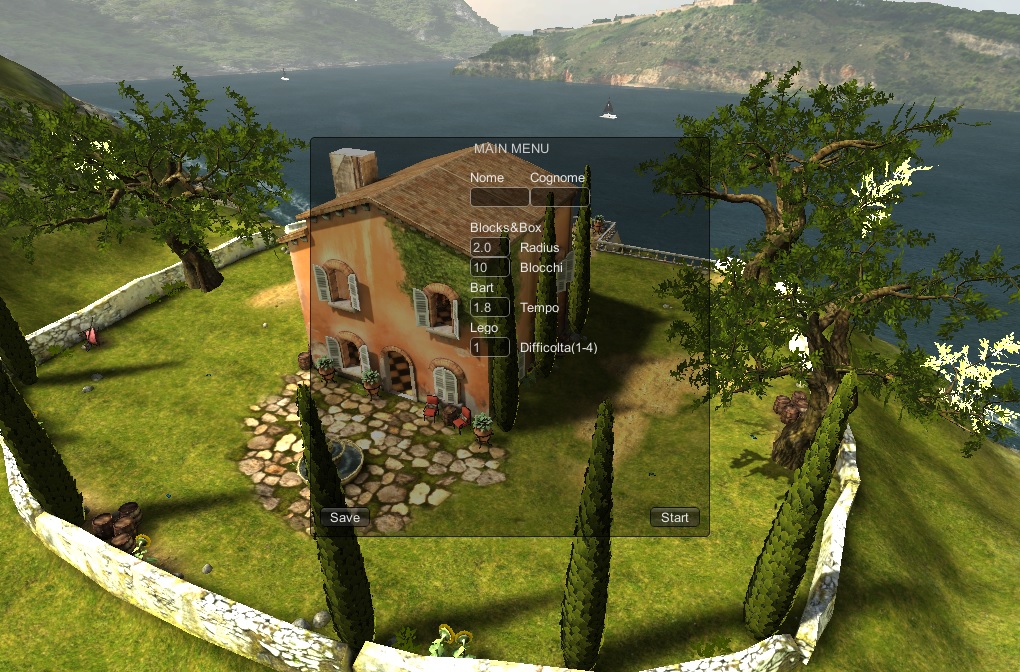 MAIN MENU
Nome Cognome
Blocks&Box
2.0 Radius
10 Blocchi
Bart
1.8 Tempo
Lego
1 Difficolta(1-4)
Save Start